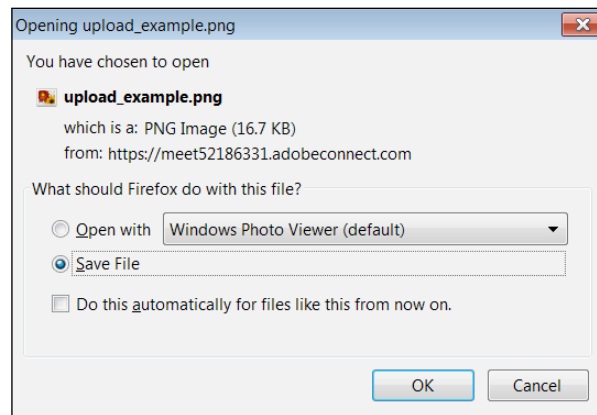 Opening upload_example.png
You have chosen to open
upload_example.png
which is a: PNG Image (16.7 KB)
from: https://meet52186331.adobeconnect.com
What should Firefox do with this file?
Open with Windows Photo Viewer (default)
Save File
Do this automatically for files like this from now on.
OK Cancel